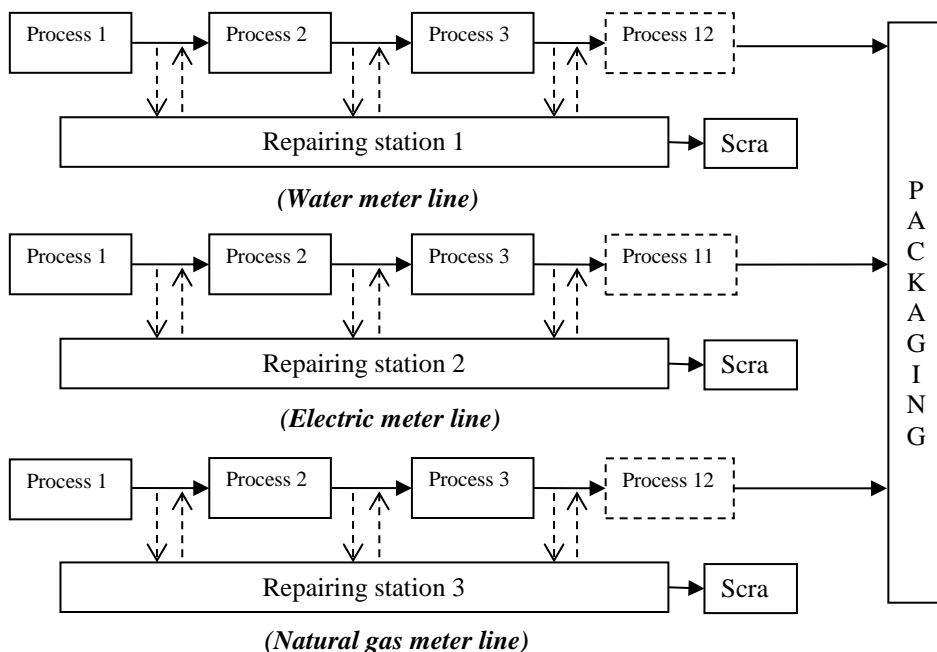 Process 1
Process 2
Process 3
Process 12
Repairing station 1
Scra
(Water meter line)
Process 1
Process 2
Process 3
Process 11
Repairing station 2
Scra
(Electric meter line)
Process 1
Process 2
Process 3
Process 12
Repairing station 3
Scra
(Natural gas meter line)
P
A
C
K
A
G
I
N
G